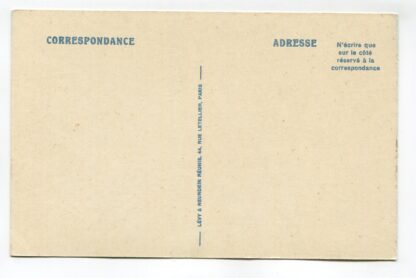 CORRESPONDANCE
ADRESSE
N'écrire que
sur le côté
réservé à la
correspondance
LÉVY & NEURDEIN RÉUNIS, 44, RUE LETELLIER, PARIS